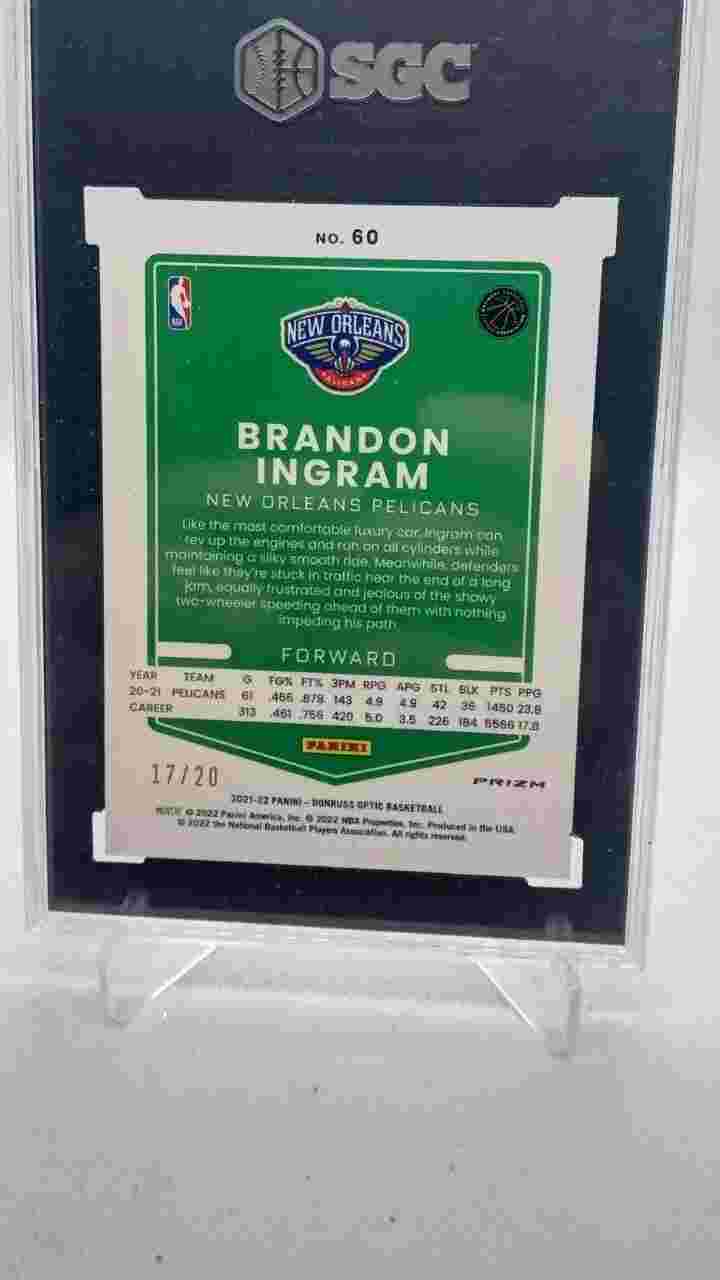 SGC
NO. 60
NBA
NEW ORLEANS
PELICANS
BRANDON
INGRAM
NEW ORLEANS PELICANS
Like the most comfortable luxury car, Ingram can
rev up the engines and run on all cylinders while
maintaining a silky smooth ride. Meanwhile, defenders
feel like they're stuck in traffic near the end of a long
jam, equally frustrated and jealous of the showy
two-wheeler speeding ahead of them with nothing
impeding his path.
FORWARD
YEAR TEAM G FG% FT% 3PM RPG APG STL BLK PTS PPG
20-21 PELICANS 61 .466 .878 143 4.9 4.9 42 36 1450 23.8
CAREER 313 .461 .756 420 5.0 3.5 226 184 5566 17.8
PANINI
17/20
PRIZM
2021-22 PANINI – DONRUSS OPTIC BASKETBALL
© 2022 Panini America, Inc. © 2022 NBA Properties, Inc. Produced in the USA.
© 2022 the National Basketball Players Association. All rights reserved.